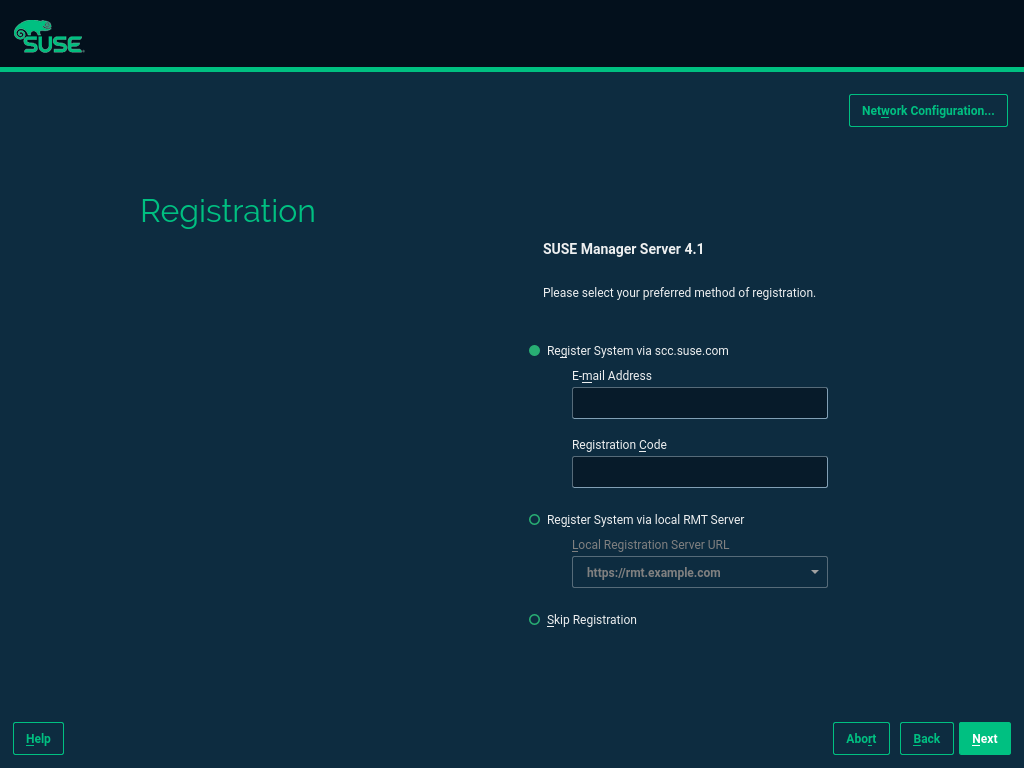 SUSE
Network Configuration...
Registration
SUSE Manager Server 4.1
Please select your preferred method of registration.
Register System via scc.suse.com
E-mail Address
Registration Code
Register System via local RMT Server
Local Registration Server URL
https://rmt.example.com
Skip Registration
Help
Abort
Back
Next